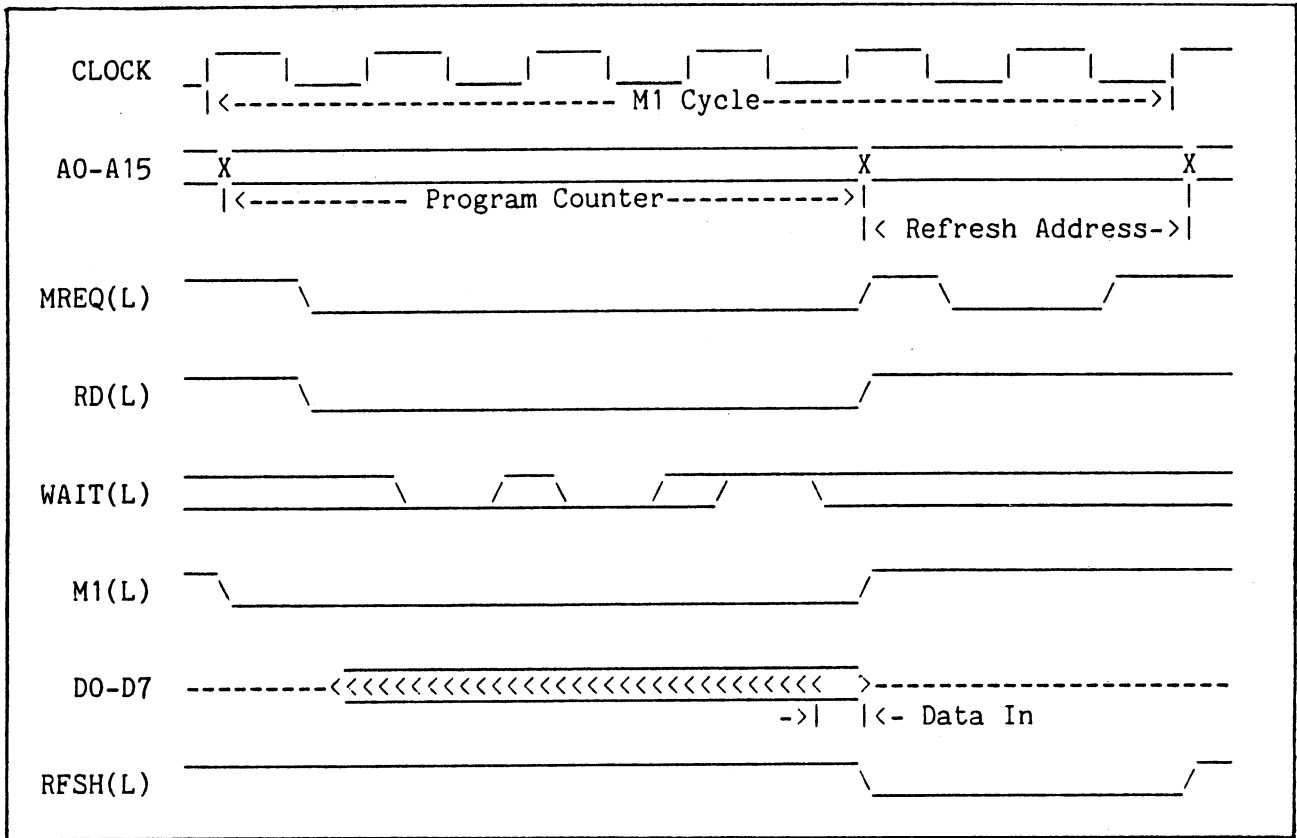 CLOCK
|<----------------------- M1 Cycle----------------------->|
A0-A15 X X X
|<---------- Program Counter----------->|
|< Refresh Address->|
MREQ(L)
RD(L)
WAIT(L)
M1(L)
D0-D7 ---------<<<<<<<<<<<<<<<<<<<<<<<<<<<<<< >----------------------
->| |<- Data In
RFSH(L)